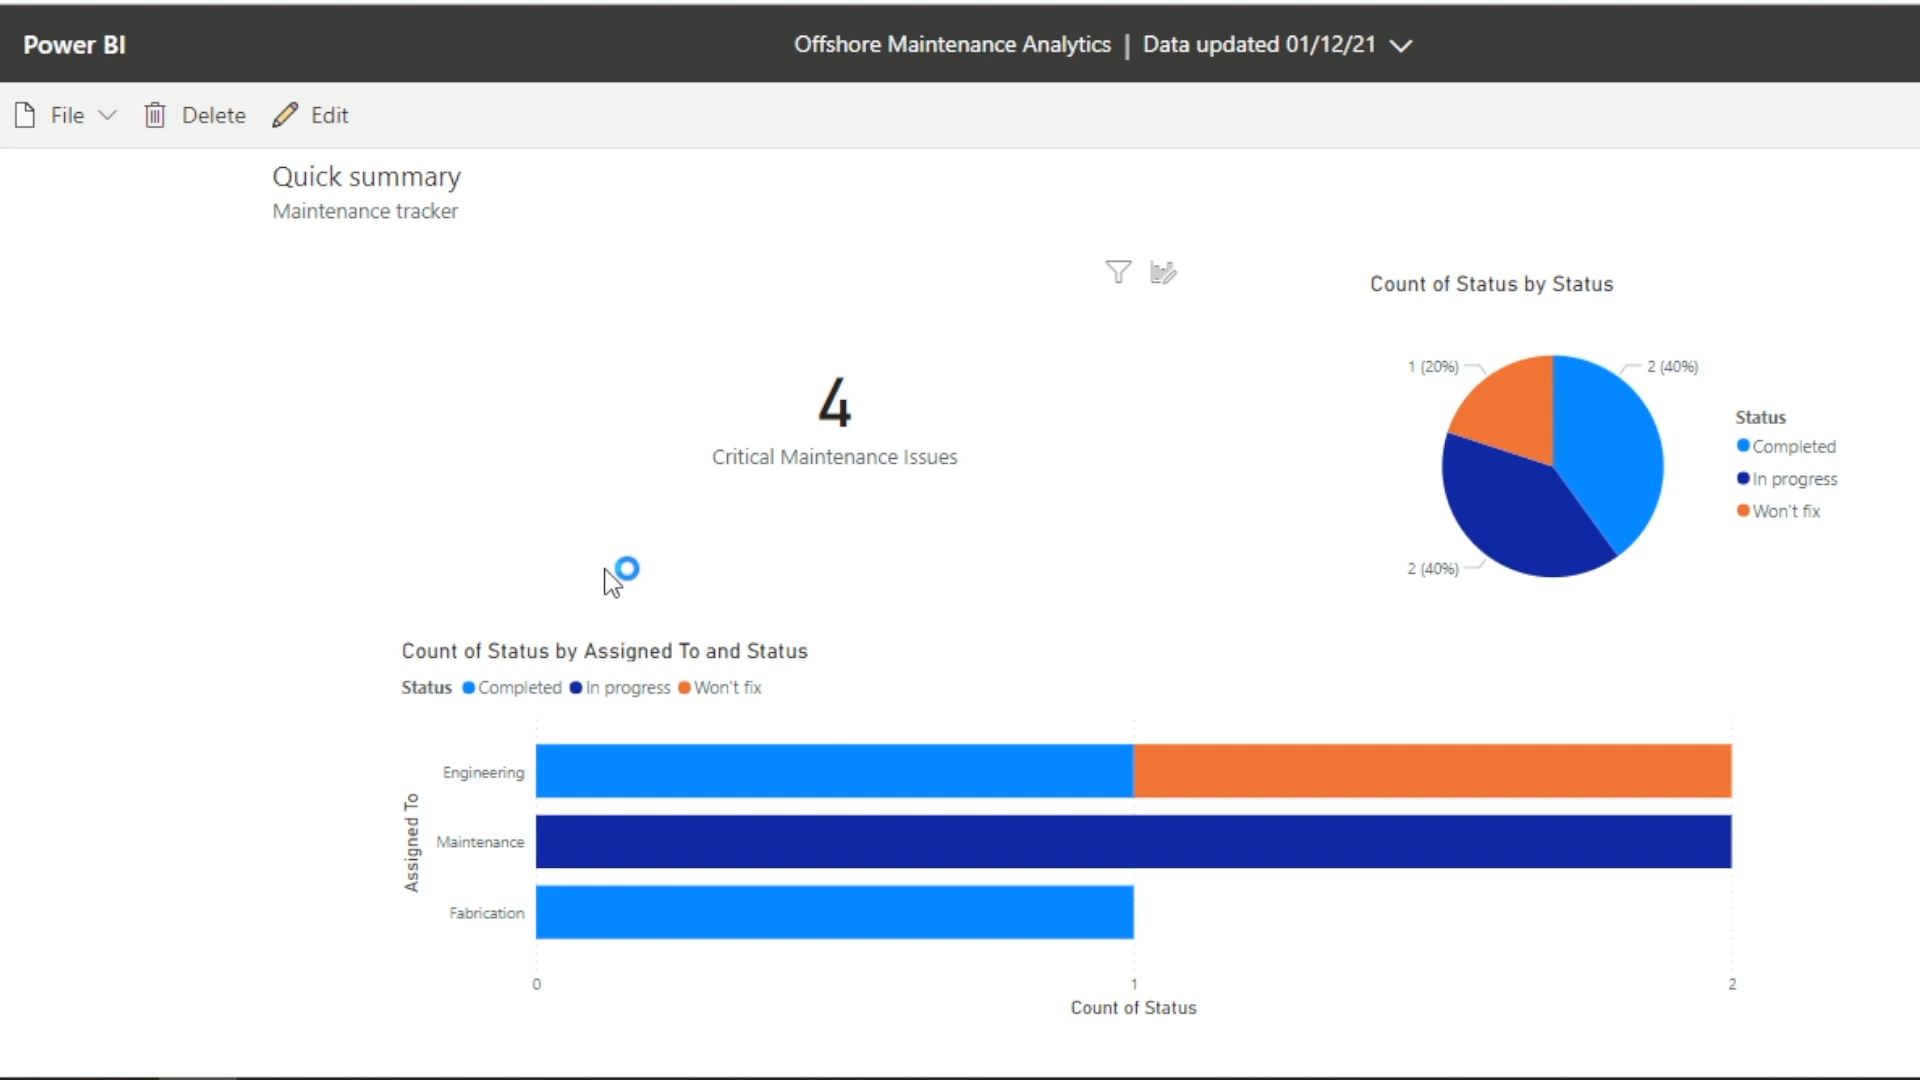 Power BI
Offshore Maintenance Analytics | Data updated 01/12/21
File Delete Edit
Quick summary
Maintenance tracker
4
Critical Maintenance Issues
Count of Status by Status
1 (20%)
2 (40%)
2 (40%)
Status
Completed
In progress
Won't fix
Count of Status by Assigned To and Status
Status Completed In progress Won't fix
Assigned To
Engineering
Maintenance
Fabrication
0 1 2
Count of Status